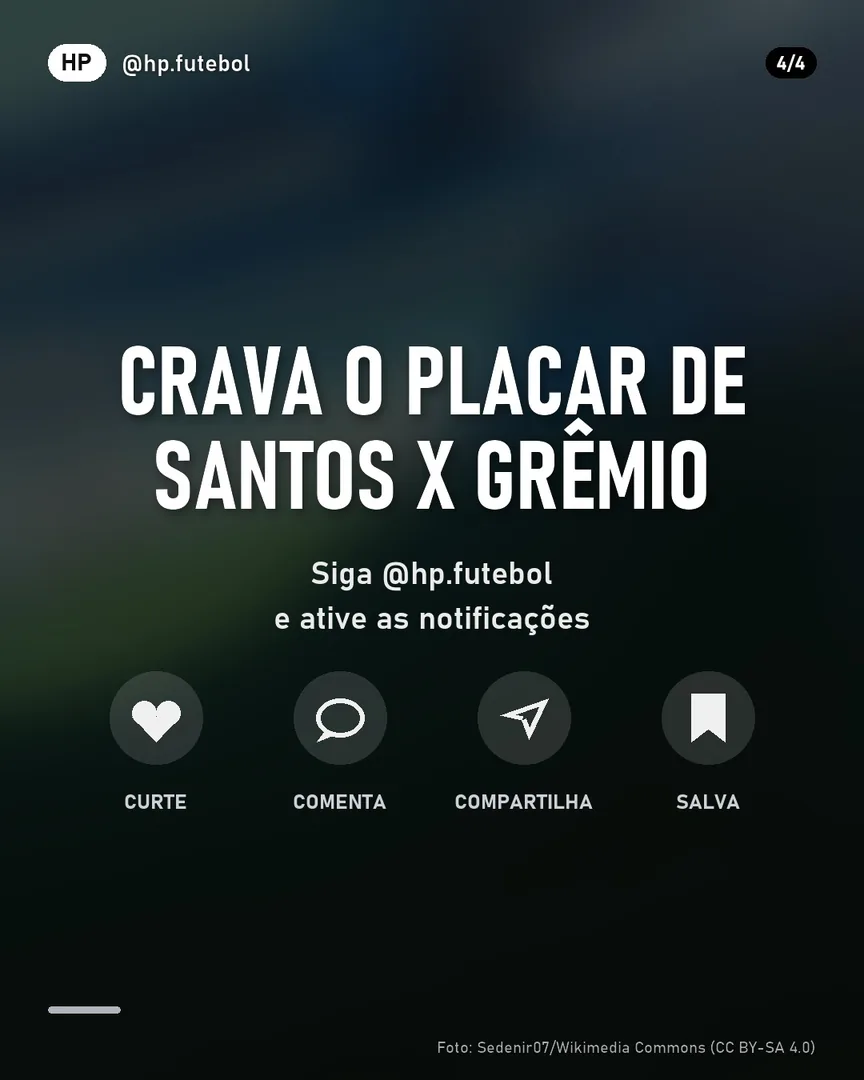 HP @hp.futebol
4/4
CRAVA O PLACAR DE
SANTOS X GRÊMIO
Siga @hp.futebol
e ative as notificações
CURTE COMENTA COMPARTILHA SALVA
Foto: Sedenir07/Wikimedia Commons (CC BY-SA 4.0)